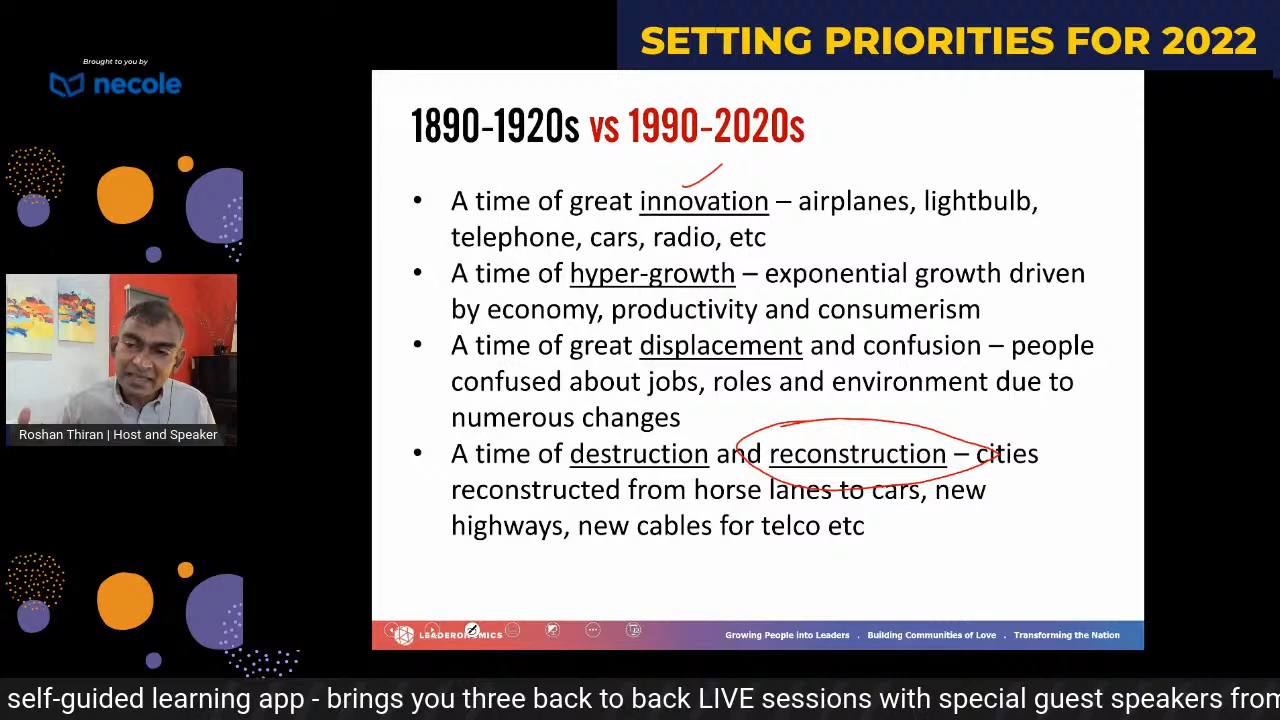 SETTING PRIORITIES FOR 2022
Brought to you by
necole
1890-1920s vs 1990-2020s
• A time of great innovation – airplanes, lightbulb,
telephone, cars, radio, etc
• A time of hyper-growth – exponential growth driven
by economy, productivity and consumerism
• A time of great displacement and confusion – people
confused about jobs, roles and environment due to
numerous changes
• A time of destruction and reconstruction – cities
reconstructed from horse lanes to cars, new
highways, new cables for telco etc
Roshan Thiran | Host and Speaker
LEADERONOMICS
Growing People into Leaders . Building Communities of Love . Transforming the Nation
self-guided learning app - brings you three back to back LIVE sessions with special guest speakers from